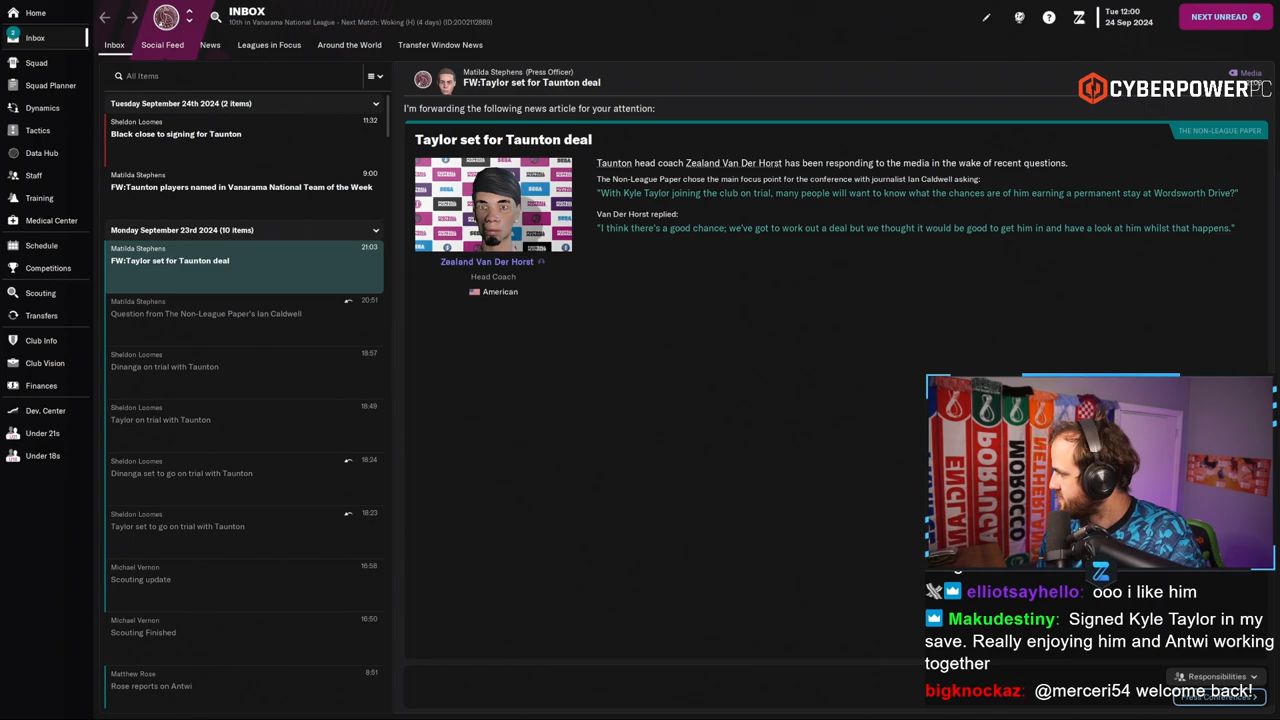 Home
INBOX
10th in Vanarama National League - Next Match: Woking (H) (4 days) (ID:2002112889)
Tue 12:00
24 Sep 2024
NEXT UNREAD
2
Inbox
Squad
Squad Planner
Dynamics
Tactics
Data Hub
Staff
Training
Medical Center
Schedule
Competitions
Scouting
Transfers
Club Info
Club Vision
Finances
Dev. Center
Under 21s
Under 18s
Inbox
Social Feed
News
Leagues in Focus
Around the World
Transfer Window News
All Items
Tuesday September 24th 2024 (2 items)
Sheldon Loomes
11:32
Black close to signing for Taunton
Sheldon Loomes
9:00
FW:Taunton players named in Vanarama National Team of the Week
Monday September 23rd 2024 (10 items)
Matilda Stephens
21:03
FW:Taylor set for Taunton deal
Matilda Stephens
20:51
Question from The Non-League Paper's Ian Caldwell
Sheldon Loomes
18:57
Dinanga on trial with Taunton
Sheldon Loomes
18:49
Taylor on trial with Taunton
Sheldon Loomes
18:24
Dinanga set to go on trial with Taunton
Sheldon Loomes
18:23
Taylor set to go on trial with Taunton
Michael Vernon
16:58
Scouting update
Michael Vernon
16:50
Scouting Finished
Matthew Rose
8:51
Rose reports on Antwi
Matilda Stephens (Press Officer)
FW:Taylor set for Taunton deal
Media
CYBERPOWERPC
I'm forwarding the following news article for your attention:
THE NON-LEAGUE PAPER
Taylor set for Taunton deal
SEGA
Zealand Van Der Horst
Head Coach
American
Taunton head coach Zealand Van Der Horst has been responding to the media in the wake of recent questions.
The Non-League Paper chose the main focus point for the conference with journalist Ian Caldwell asking:
"With Kyle Taylor joining the club on trial, many people will want to know what the chances are of him earning a permanent stay at Wordsworth Drive?"
Van Der Horst replied:
"I think there's a good chance; we've got to work out a deal but we thought it would be good to get him in and have a look at him whilst that happens."
ENGLAN
PORTUGA
MOROCCO
NETHERLAN
elliotsayhello: ooo i like him
Makudestiny: Signed Kyle Taylor in my
save. Really enjoying him and Antwi working
together
bigknockaz: @merceri54 welcome back!
Responsibilities
Press Conferences